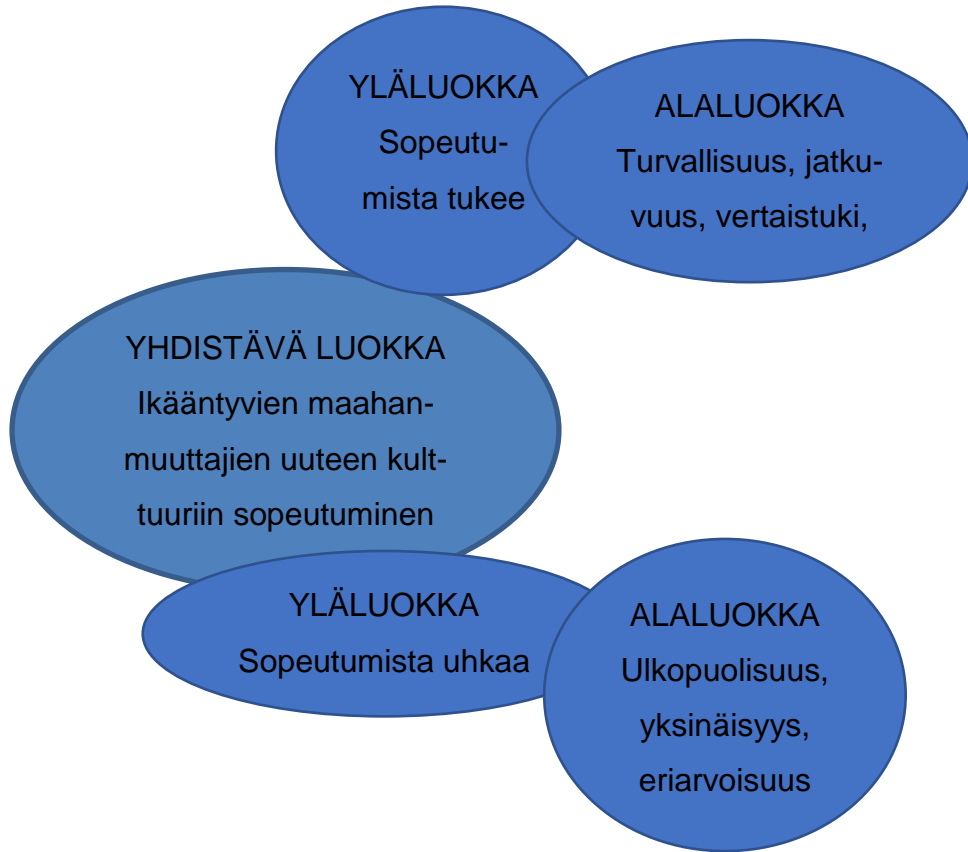 YLÄLUOKKA
Sopeutu-
mista tukee
ALALUOKKA
Turvallisuus, jatku-
vuus, vertaistuki,
YHDISTÄVÄ LUOKKA
Ikääntyvien maahan-
muuttajien uuteen kult-
tuuriin sopeutuminen
YLÄLUOKKA
Sopeutumista uhkaa
ALALUOKKA
Ulkopuolisuus,
yksinäisyys,
eriarvoisuus